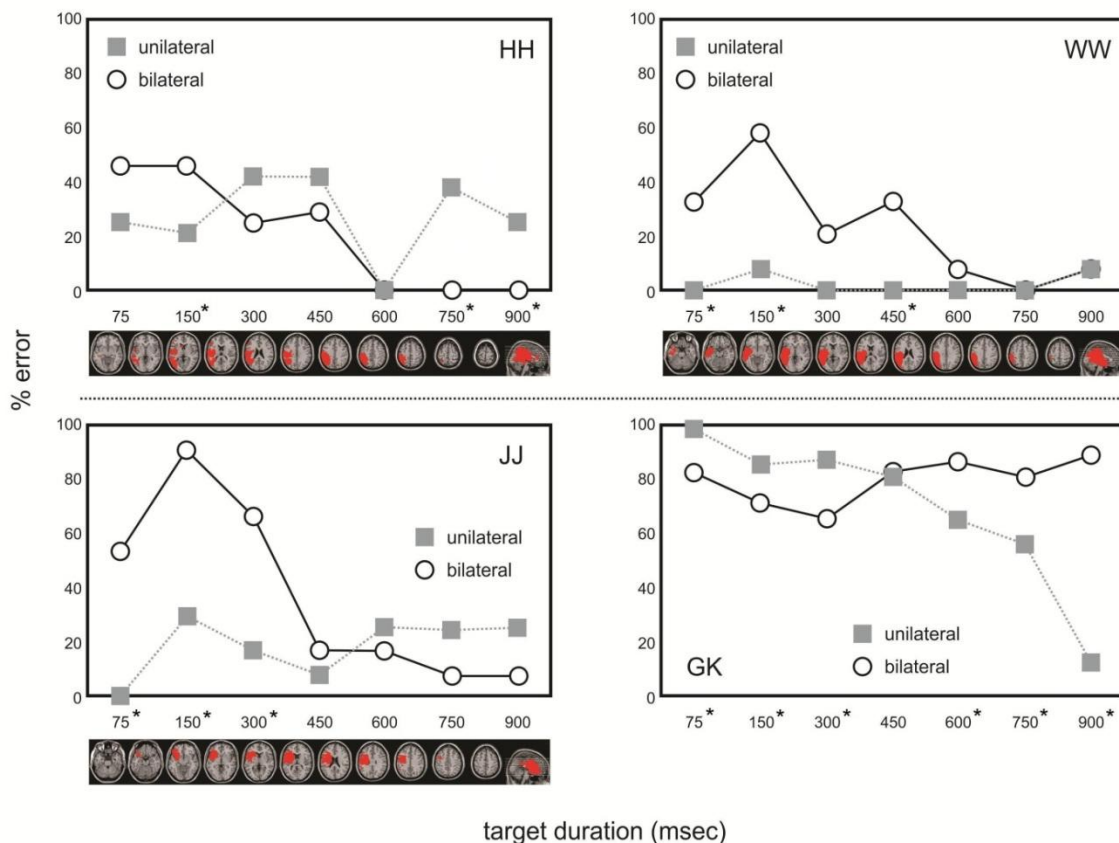 100
80
60
40
20
0
unilateral
bilateral
HH
75 150* 300 450 600 750* 900*
100
80
60
40
20
0
unilateral
bilateral
WW
75* 150* 300 450* 600 750 900
% error
100
80
60
40
20
0
JJ
unilateral
bilateral
75* 150* 300* 450 600 750 900
100
80
60
40
20
0
unilateral
bilateral
GK
75* 150* 300* 450 600* 750* 900*
target duration (msec)